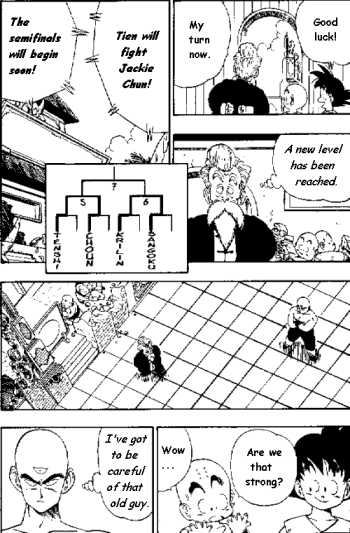 The
semifinals
will begin
soon!
Tien will
fight
Jackie
Chun!
My
turn
now.
Good
luck!
A new level
has been
reached.
7
5
6
TENSHI
CHOUN
KRILIN
SANGOKU
I've got
to be
careful
of that
old guy.
Wow
...
Are we
that
strong?